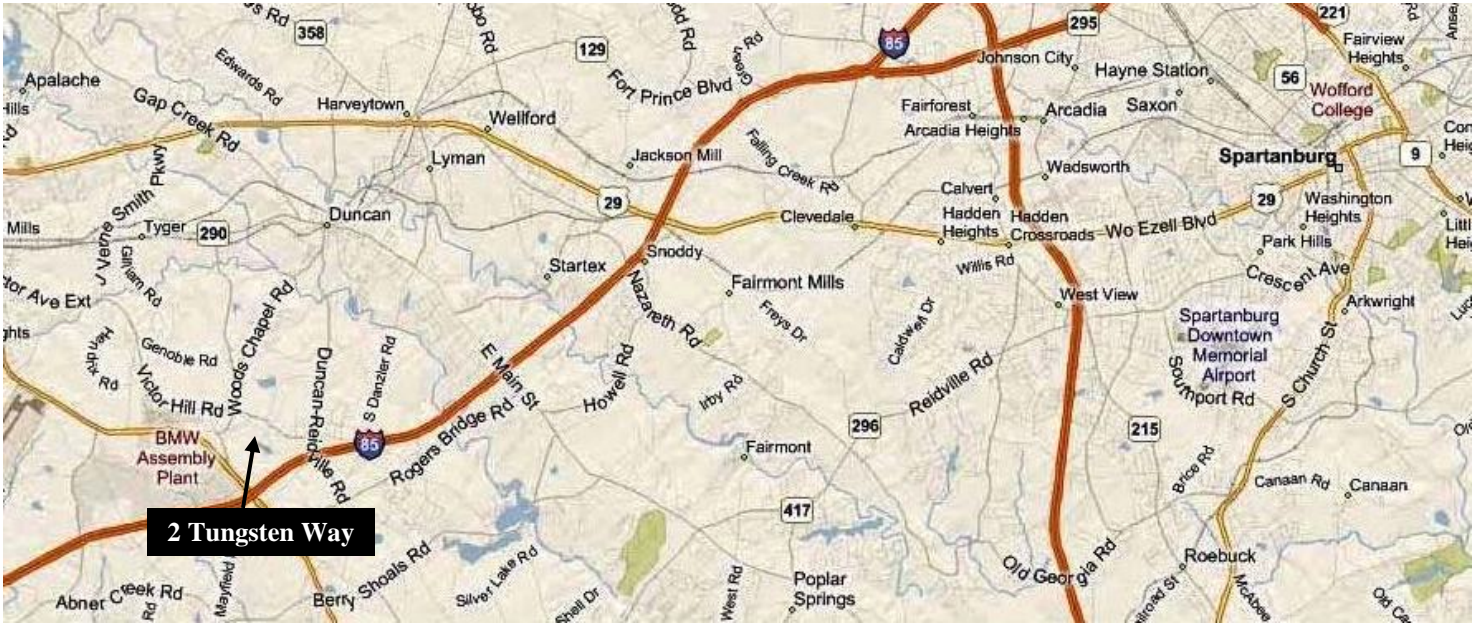 358
129
85
295
221
Fairview
Heights
Edwards Rd
Green Rd
Johnson City
Hayne Station
56
Apalache
Fort Prince Blvd
Wofford
College
Gap Creek Rd
Harveytown
Wellford
Fairforest
Arcadia
Saxon
Arcadia Heights
Lyman
Jackson Mill
Falling Creek Rd
Wadsworth
Spartanburg
9
Calvert
29
29
Washington
Heights
J Verne Smith Pkwy
Duncan
Clevedale
Hadden
Heights
Hadden
Crossroads
Wo Ezell Blvd
Mills
Tyger
290
Snoddy
Park Hills
Gilliam Rd
Startex
Willis Rd
Crescent Ave
Fairmont Mills
West View
Arkwright
Nazareth Rd
Freys Dr
Caldwell Dr
Spartanburg
Downtown
Memorial
Airport
Hendrix Rd
Genoble Rd
Woods Chapel Rd
Duncan-Reidville Rd
S Danzler Rd
E Main St
Howell Rd
Irby Rd
Reidville Rd
Southport Rd
S Church St
Victor Hill Rd
Rogers Bridge Rd
296
215
BMW
Assembly
Plant
85
Fairmont
Brice Rd
Canaan Rd
Canaan
417
2 Tungsten Way
Old Georgia Rd
Roebuck
Abner Creek Rd
Mayfield
Berry Shoals Rd
Silver Lake Rd
Shell Dr
West Rd
Poplar
Springs
McAbee